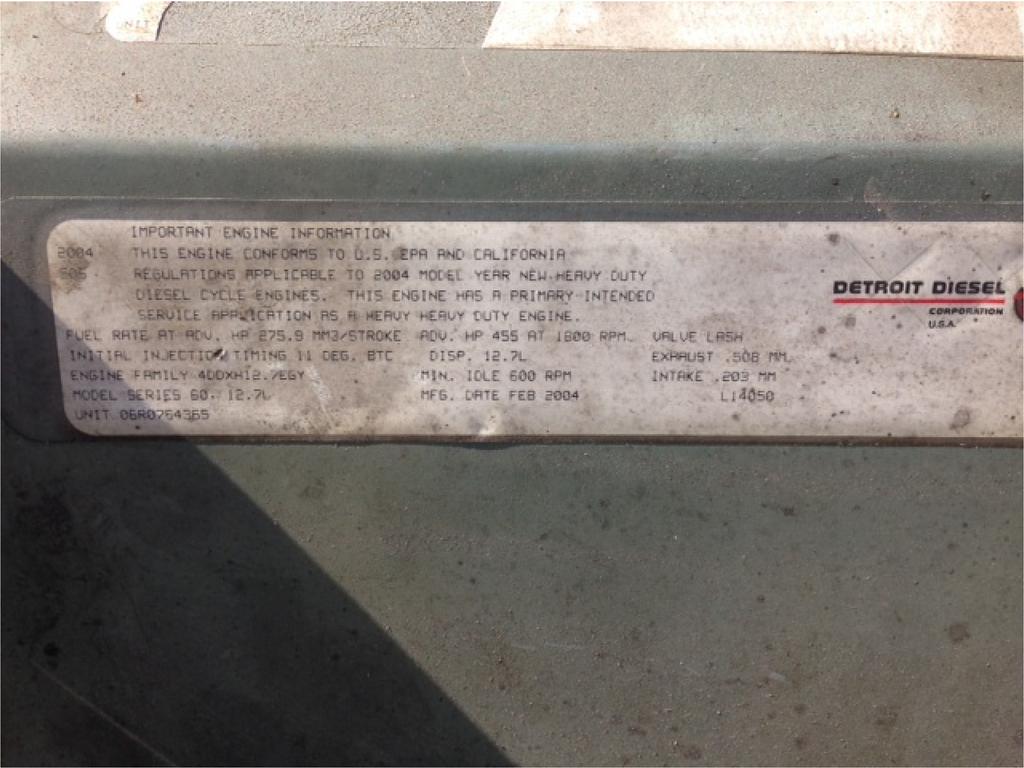 UNIT
IMPORTANT ENGINE INFORMATION
2004 THIS ENGINE CONFORMS TO U.S. EPA AND CALIFORNIA
REGULATIONS APPLICABLE TO 2004 MODEL YEAR NEW HEAVY DUTY
DIESEL CYCLE ENGINES. THIS ENGINE HAS A PRIMARY INTENDED
SERVICE APPLICATION AS A HEAVY HEAVY DUTY ENGINE.
FUEL RATE AT ADV. HP 275.9 MM3/STROKE ADV. HP 455 AT 1800 RPM. VALVE LASH
INITIAL INJECTION TIMING 11 DEG. BTC DISP. 12.7L EXHAUST .508 MM
ENGINE FAMILY 4DDXH12.7EGY MIN. IDLE 600 RPM INTAKE .203 MM
MODEL SERIES 60, 12.7L MFG. DATE FEB 2004 L14050
UNIT 06R0764365
DETROIT DIESEL
CORPORATION
U.S.A.